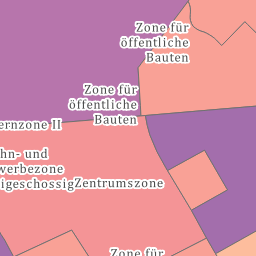 Zone für
öffentliche
Bauten
Zone für
öffentliche
Bauten
ernzone II
hn- und
werbezone
igeschossig
Zentrumszone
Zone für